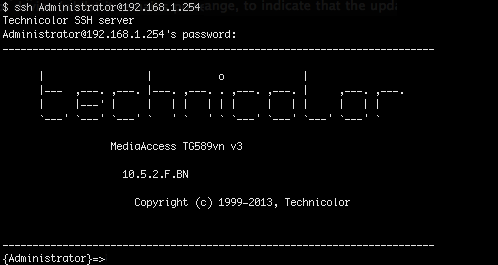 $ ssh Administrator@192.168.1.254
ange, to indicate that the upd
Technicolor SSH server
Administrator@192.168.1.254's password:
technicolor
MediaAccess TG589vn v3
10.5.2.F.BN
Copyright (c) 1999-2013, Technicolor
{Administrator}=>